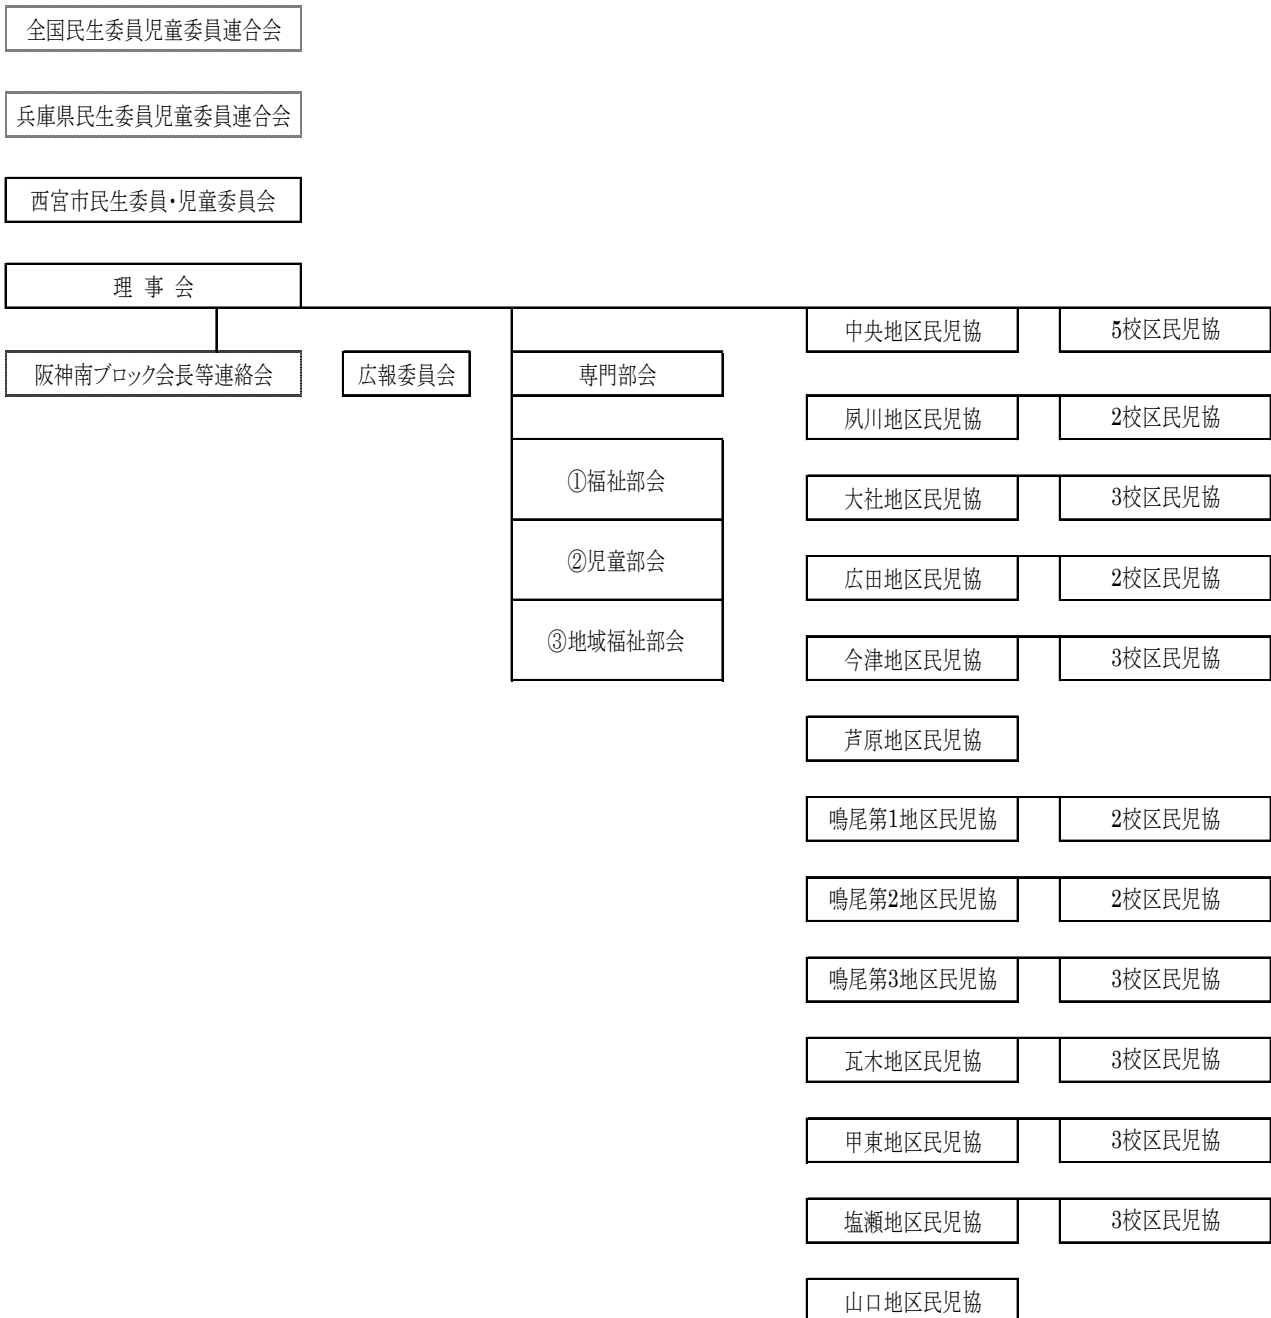 全国民生委員児童委員連合会
兵庫県民生委員児童委員連合会
西宮市民生委員・児童委員会
理 事 会
阪神南ブロック会長等連絡会
広報委員会
専門部会
①福祉部会
②児童部会
③地域福祉部会
中央地区民児協
5校区民児協
夙川地区民児協
2校区民児協
大社地区民児協
3校区民児協
広田地区民児協
2校区民児協
今津地区民児協
3校区民児協
芦原地区民児協
鳴尾第1地区民児協
2校区民児協
鳴尾第2地区民児協
2校区民児協
鳴尾第3地区民児協
3校区民児協
瓦木地区民児協
3校区民児協
甲東地区民児協
3校区民児協
塩瀬地区民児協
3校区民児協
山口地区民児協